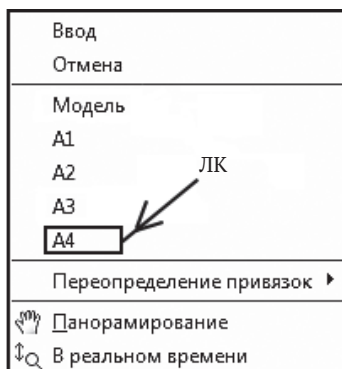 Ввод
Отмена
Модель
А1
А2
ЛК
А3
А4
Переопределение привязок
Панорамирование
В реальном времени